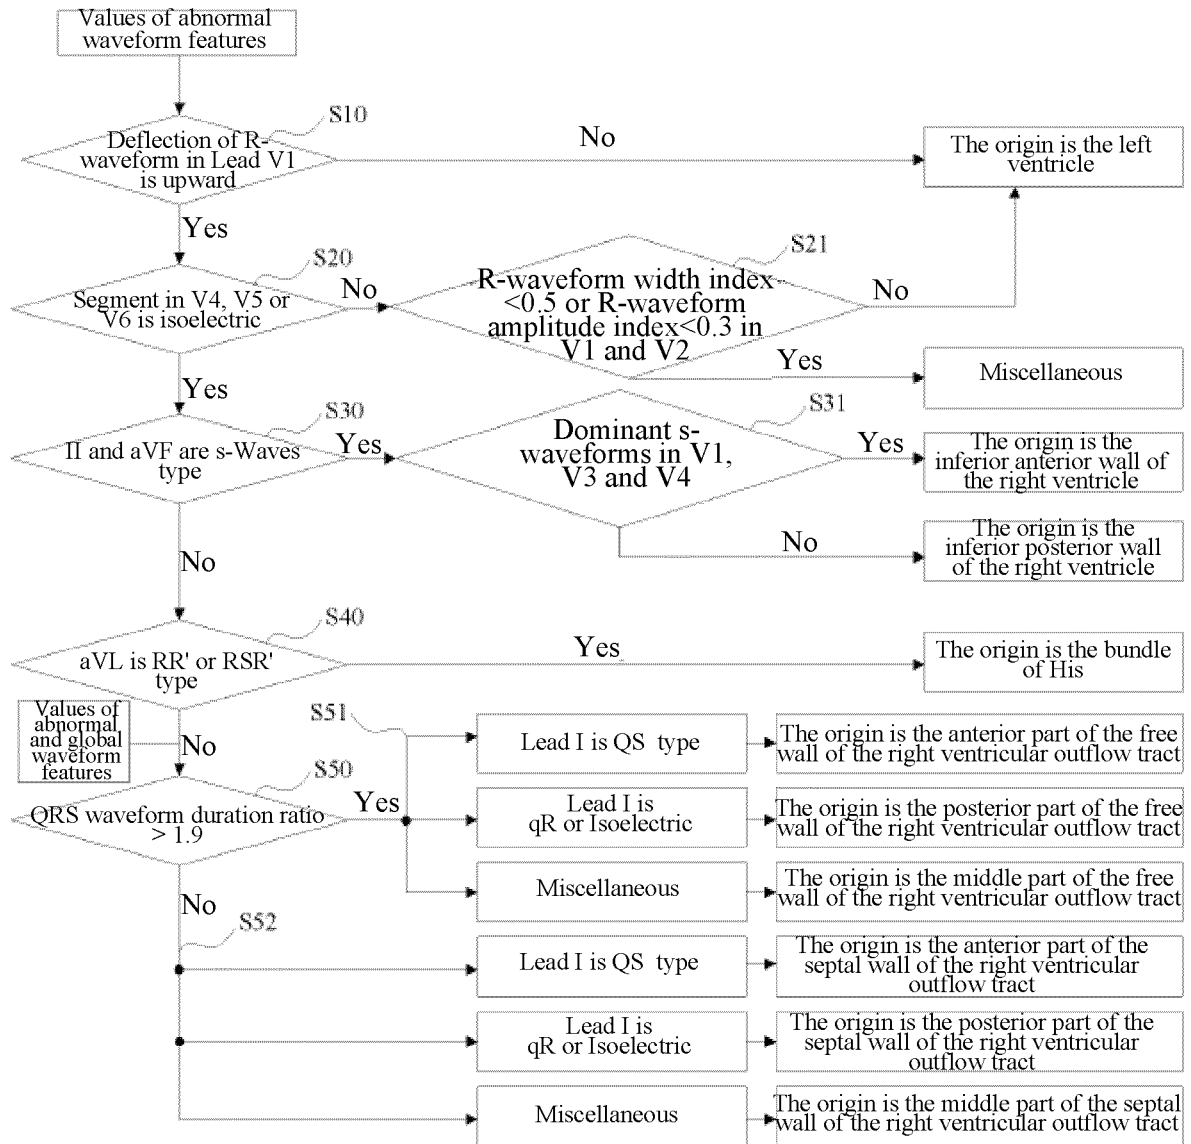 Values of abnormal
waveform features
S10
Deflection of R-
waveform in Lead V1
is upward
No
The origin is the left
ventricle
Yes
S20
Segment in V4, V5 or
V6 is isoelectric
No
S21
R-waveform width index
<0.5 or R-waveform
amplitude index<0.3 in
V1 and V2
No
Yes
Miscellaneous
Yes
S30
II and aVF are s-Waves
type
Yes
S31
Dominant s-
waveforms in V1,
V3 and V4
Yes
The origin is the
inferior anterior wall of
the right ventricle
No
The origin is the
inferior posterior wall
of the right ventricle
No
S40
aVL is RR' or RSR'
type
Yes
The origin is the bundle
of His
Values of
abnormal
and global
waveform
features
No
S51
Lead I is QS type
The origin is the anterior part of the free
wall of the right ventricular outflow tract
S50
QRS waveform duration ratio
> 1.9
Yes
Lead I is
qR or Isoelectric
The origin is the posterior part of the free
wall of the right ventricular outflow tract
Miscellaneous
The origin is the middle part of the free
wall of the right ventricular outflow tract
No
S52
Lead I is QS type
The origin is the anterior part of the
septal wall of the right ventricular
outflow tract
Lead I is
qR or Isoelectric
The origin is the posterior part of the
septal wall of the right ventricular
outflow tract
Miscellaneous
The origin is the middle part of the septal
wall of the right ventricular outflow tract